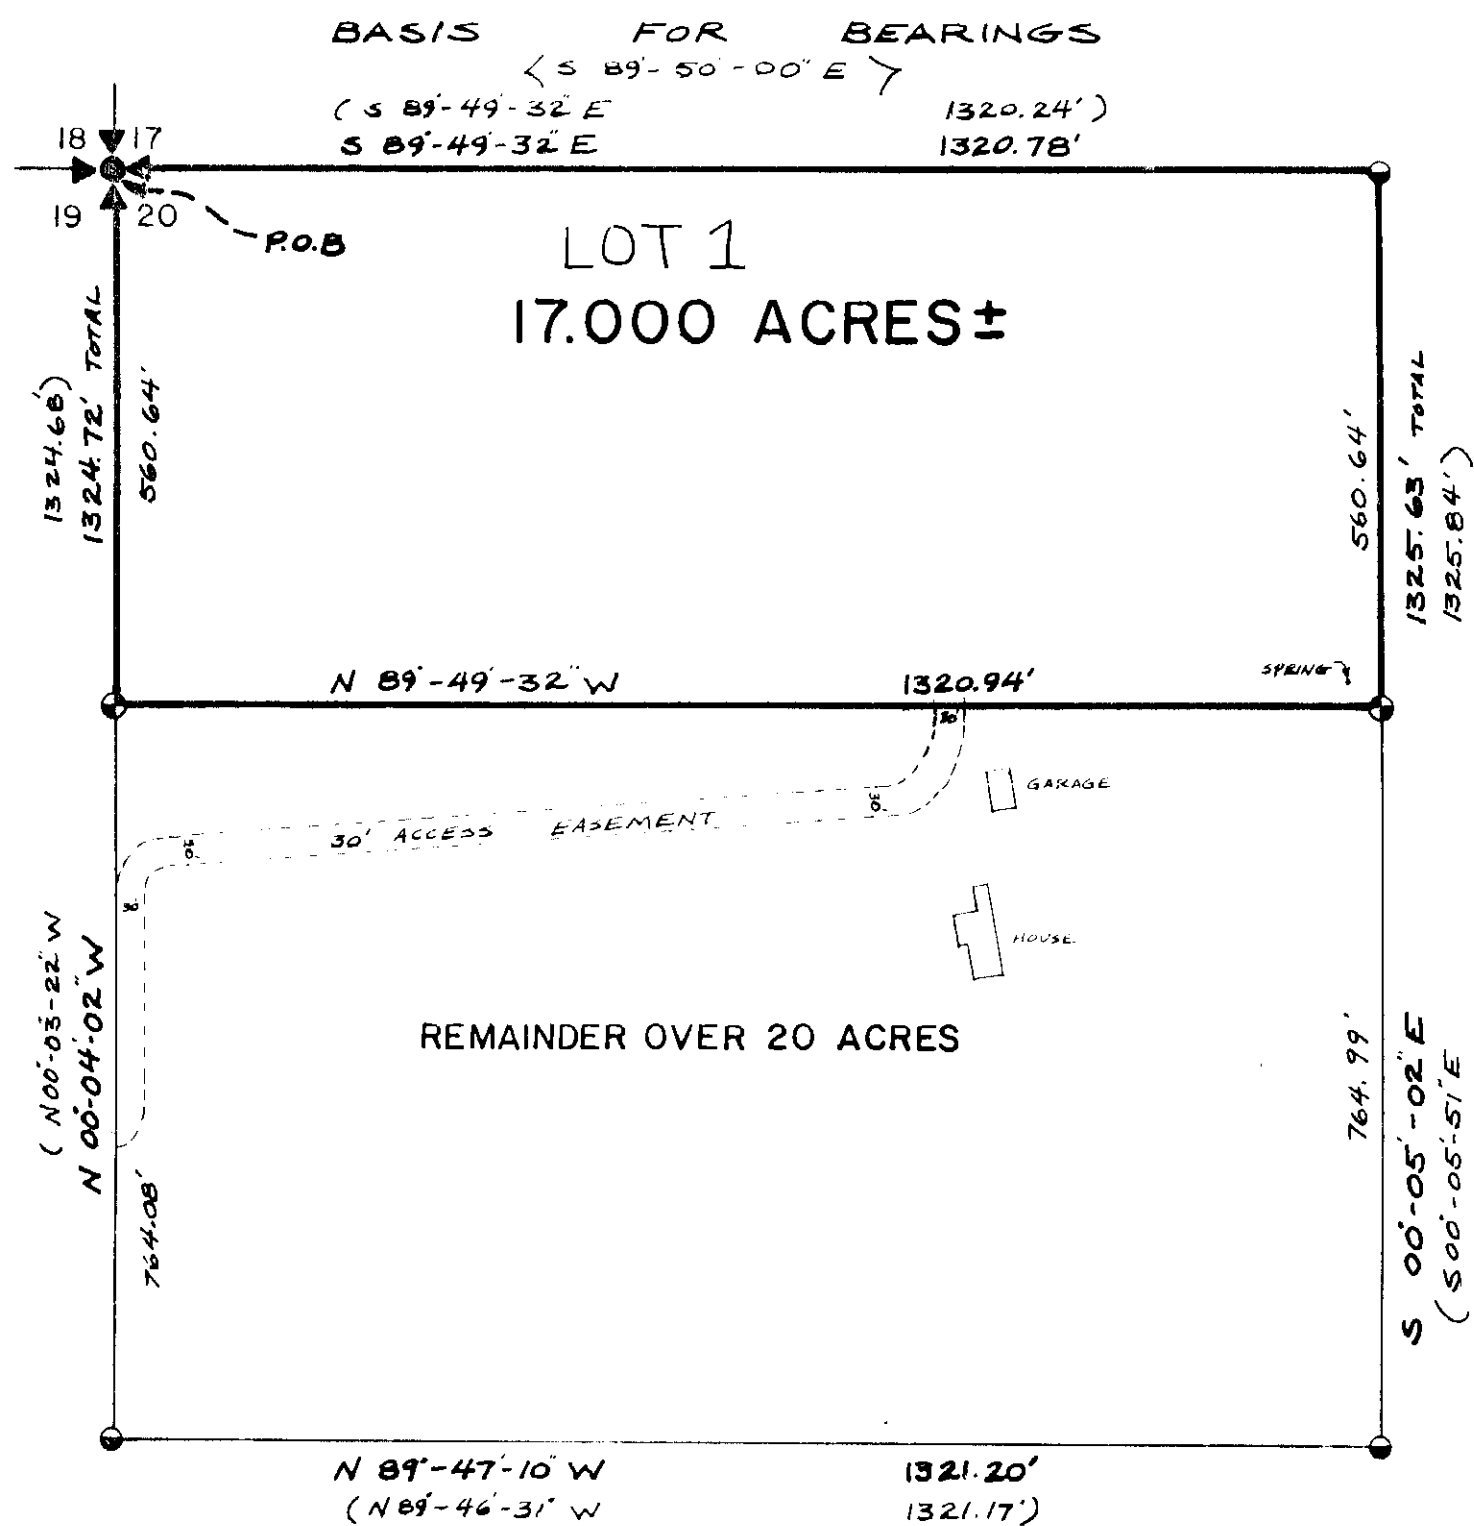 BASIS FOR BEARINGS
< S 89°-50'-00" E >
( S 89°-49'-32" E 1320.24' )
S 89°-49'-32" E 1320.78'
18 17
19 20
P.O.B
LOT 1
17.000 ACRES ±
1324.68')
1324.72' TOTAL
560.64'
560.64'
1325.63' TOTAL
1325.84')
SPRING
N 89°-49'-32" W 1320.94'
30'
GARAGE
30'
30' ACCESS EASEMENT
30'
30'
HOUSE
( N00°-03'-22" W
N 00°-04'-02" W
REMAINDER OVER 20 ACRES
764.99'
S 00°-05'-02" E
( S 00°-05'-51" E
764.08'
N 89°-47'-10" W 1321.20'
( N 89°-46'-31" W 1321.17')